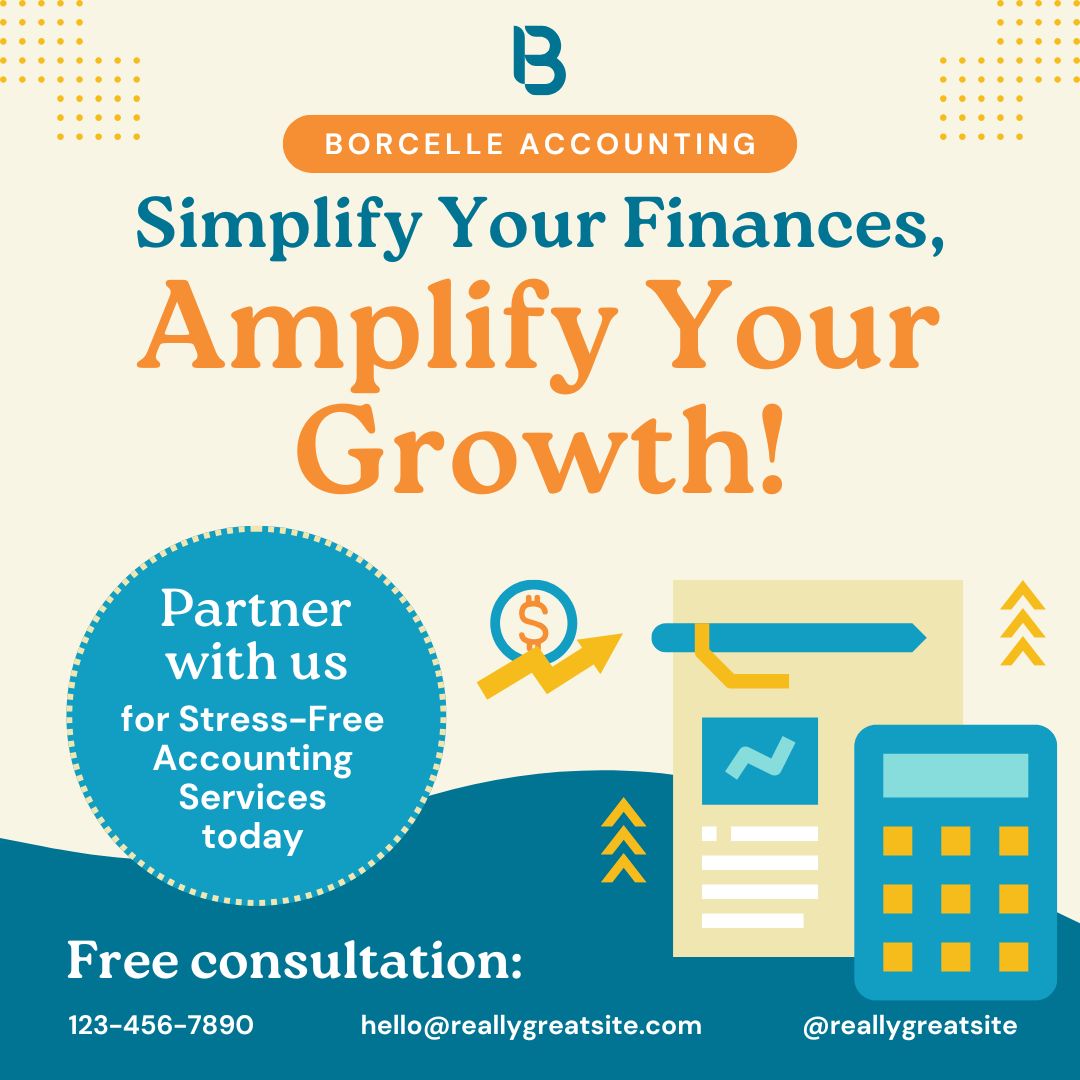 B
BORCELLE ACCOUNTING
Simplify Your Finances,
Amplify Your
Growth!
Partner
with us
for Stress-Free
Accounting
Services
today
$
Free consultation:
123-456-7890
hello@reallygreatsite.com
@reallygreatsite